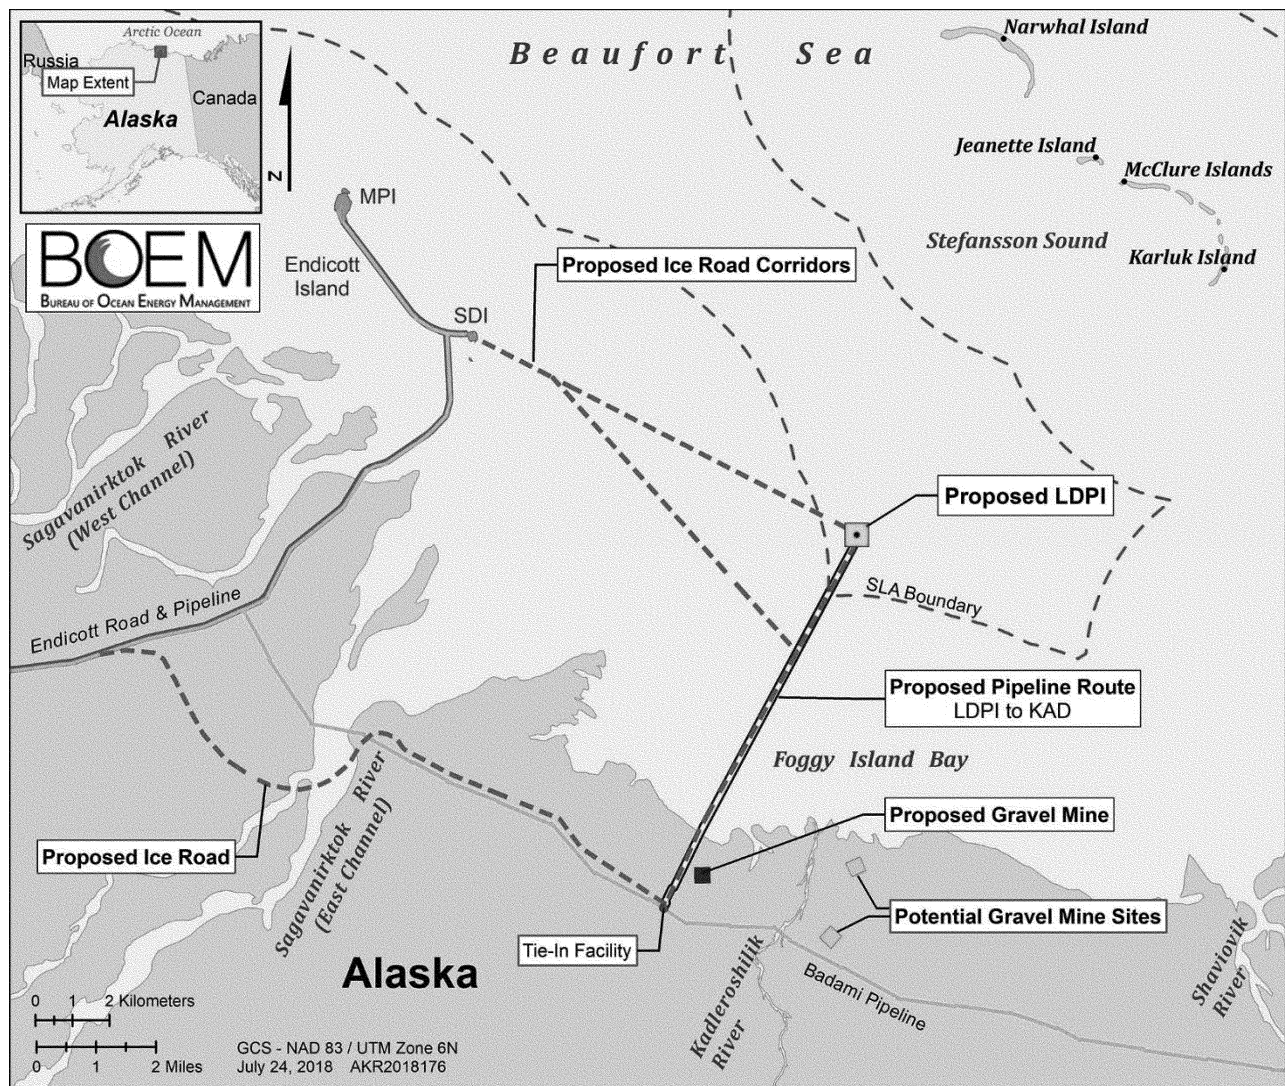 Arctic Ocean
Russia
Map Extent
Canada
Alaska
N
BOEM
BUREAU OF OCEAN ENERGY MANAGEMENT
Beaufort Sea
Narwhal Island
Jeanette Island
McClure Islands
Stefansson Sound
Karluk Island
MPI
Endicott
Island
SDI
Proposed Ice Road Corridors
Sagavanirktok River
(West Channel)
Proposed LDPI
SLA Boundary
Endicott Road & Pipeline
Proposed Pipeline Route
LDPI to KAD
Foggy Island Bay
Proposed Gravel Mine
Proposed Ice Road
Sagavanirktok River
(East Channel)
Potential Gravel Mine Sites
Tie-In Facility
Alaska
Kadleroshilik
River
Badami Pipeline
Shaviovik
River
0 1 2 Kilometers
0 1 2 Miles
GCS - NAD 83 / UTM Zone 6N
July 24, 2018 AKR2018176